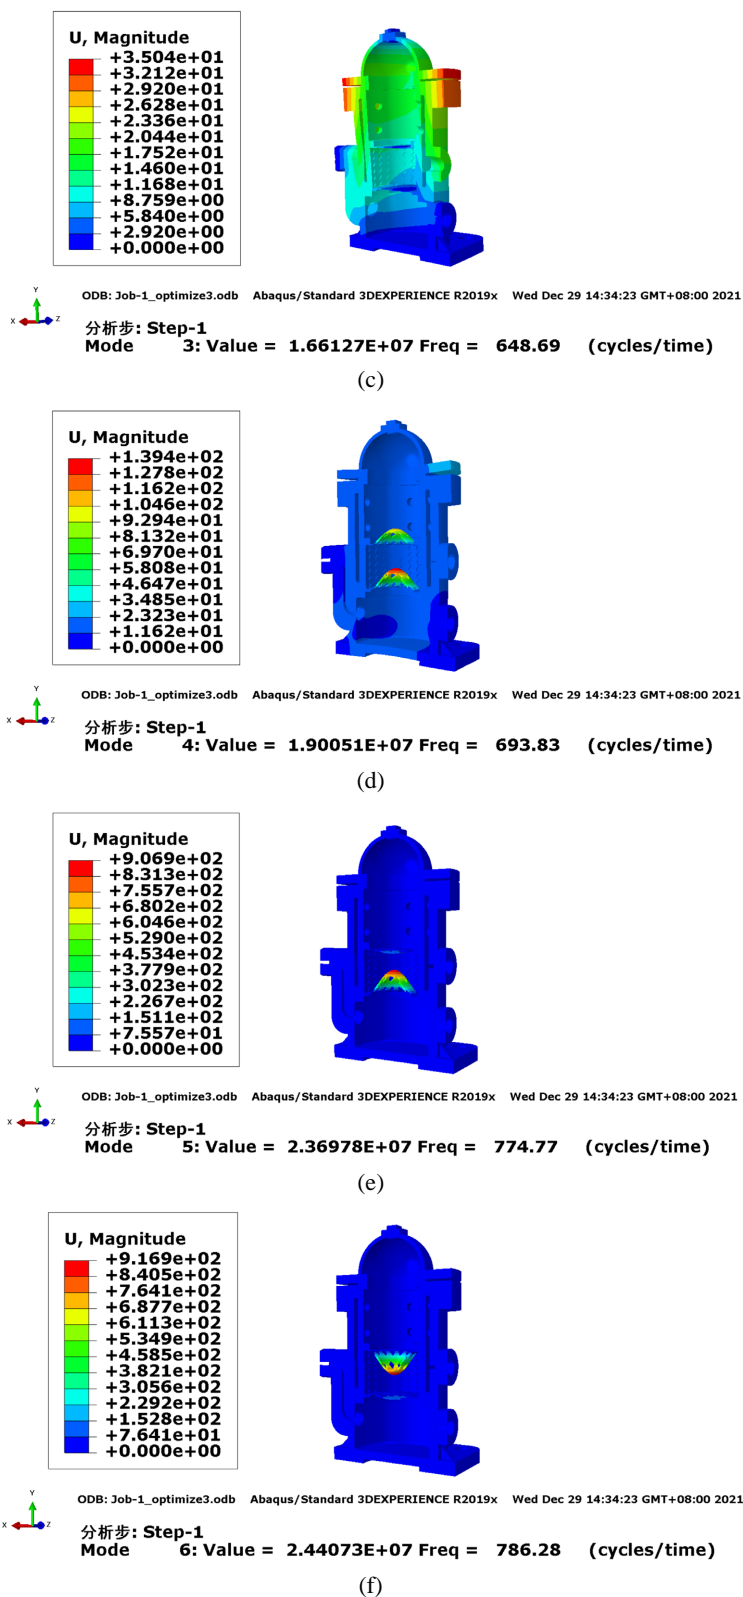 U, Magnitude
+3.504e+01
+3.212e+01
+2.920e+01
+2.628e+01
+2.336e+01
+2.044e+01
+1.752e+01
+1.460e+01
+1.168e+01
+8.759e+00
+5.840e+00
+2.920e+00
+0.000e+00
Y
X Z
ODB: Job-1_optimize3.odb Abaqus/Standard 3DEXPERIENCE R2019x Wed Dec 29 14:34:23 GMT+08:00 2021
分析步: Step-1
Mode 3: Value = 1.66127E+07 Freq = 648.69 (cycles/time)
(c)
U, Magnitude
+1.394e+02
+1.278e+02
+1.162e+02
+1.046e+02
+9.294e+01
+8.132e+01
+6.970e+01
+5.808e+01
+4.647e+01
+3.485e+01
+2.323e+01
+1.162e+01
+0.000e+00
Y
X Z
ODB: Job-1_optimize3.odb Abaqus/Standard 3DEXPERIENCE R2019x Wed Dec 29 14:34:23 GMT+08:00 2021
分析步: Step-1
Mode 4: Value = 1.90051E+07 Freq = 693.83 (cycles/time)
(d)
U, Magnitude
+9.069e+02
+8.313e+02
+7.557e+02
+6.802e+02
+6.046e+02
+5.290e+02
+4.534e+02
+3.779e+02
+3.023e+02
+2.267e+02
+1.511e+02
+7.557e+01
+0.000e+00
Y
X Z
ODB: Job-1_optimize3.odb Abaqus/Standard 3DEXPERIENCE R2019x Wed Dec 29 14:34:23 GMT+08:00 2021
分析步: Step-1
Mode 5: Value = 2.36978E+07 Freq = 774.77 (cycles/time)
(e)
U, Magnitude
+9.169e+02
+8.405e+02
+7.641e+02
+6.877e+02
+6.113e+02
+5.349e+02
+4.585e+02
+3.821e+02
+3.056e+02
+2.292e+02
+1.528e+02
+7.641e+01
+0.000e+00
Y
X Z
ODB: Job-1_optimize3.odb Abaqus/Standard 3DEXPERIENCE R2019x Wed Dec 29 14:34:23 GMT+08:00 2021
分析步: Step-1
Mode 6: Value = 2.44073E+07 Freq = 786.28 (cycles/time)
(f)